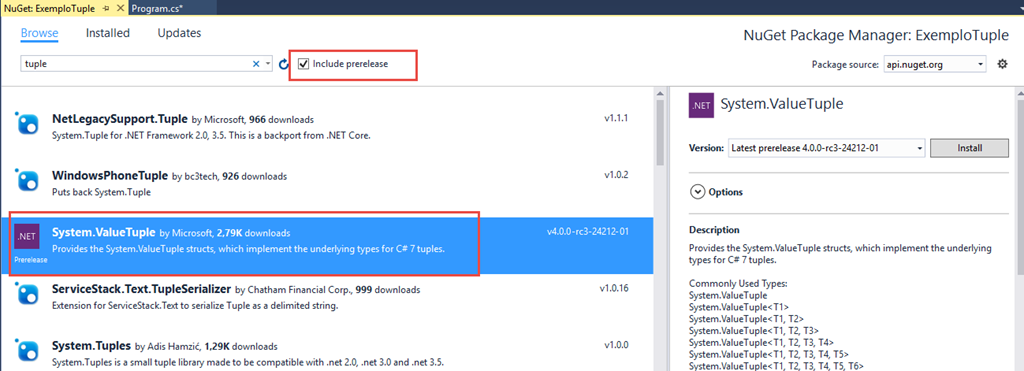 NuGet: ExemploTuple
Program.cs*
Browse Installed Updates
NuGet Package Manager: ExemploTuple
tuple
Include prerelease
Package source: api.nuget.org
NetLegacySupport.Tuple by Microsoft, 966 downloads v1.1.1
System.Tuple for .NET Framework 2.0, 3.5. This is a backport from .NET Core.
WindowsPhoneTuple by bc3tech, 926 downloads v1.0.2
Puts back System.Tuple
.NET
System.ValueTuple by Microsoft, 2,79K downloads v4.0.0-rc3-24212-01
Provides the System.ValueTuple structs, which implement the underlying types for C# 7 tuples.
Prerelease
ServiceStack.Text.TupleSerializer by Chatham Financial Corp., 999 downloads v1.0.16
Extension for ServiceStack.Text to serialize Tuple as a delimited string.
System.Tuples by Adis Hamzić, 1,29K downloads v1.0.0
System.Tuples is a small tuple library made to be compatible with .net 2.0, .net 3.0 and .net 3.5.
.NET
System.ValueTuple
Version: Latest prerelease 4.0.0-rc3-24212-01 Install
Options
Description
Provides the System.ValueTuple structs, which implement the underlying
types for C# 7 tuples.
Commonly Used Types:
System.ValueTuple
System.ValueTuple<T1>
System.ValueTuple<T1, T2>
System.ValueTuple<T1, T2, T3>
System.ValueTuple<T1, T2, T3, T4>
System.ValueTuple<T1, T2, T3, T4, T5>
System.ValueTuple<T1, T2, T3, T4, T5, T6>